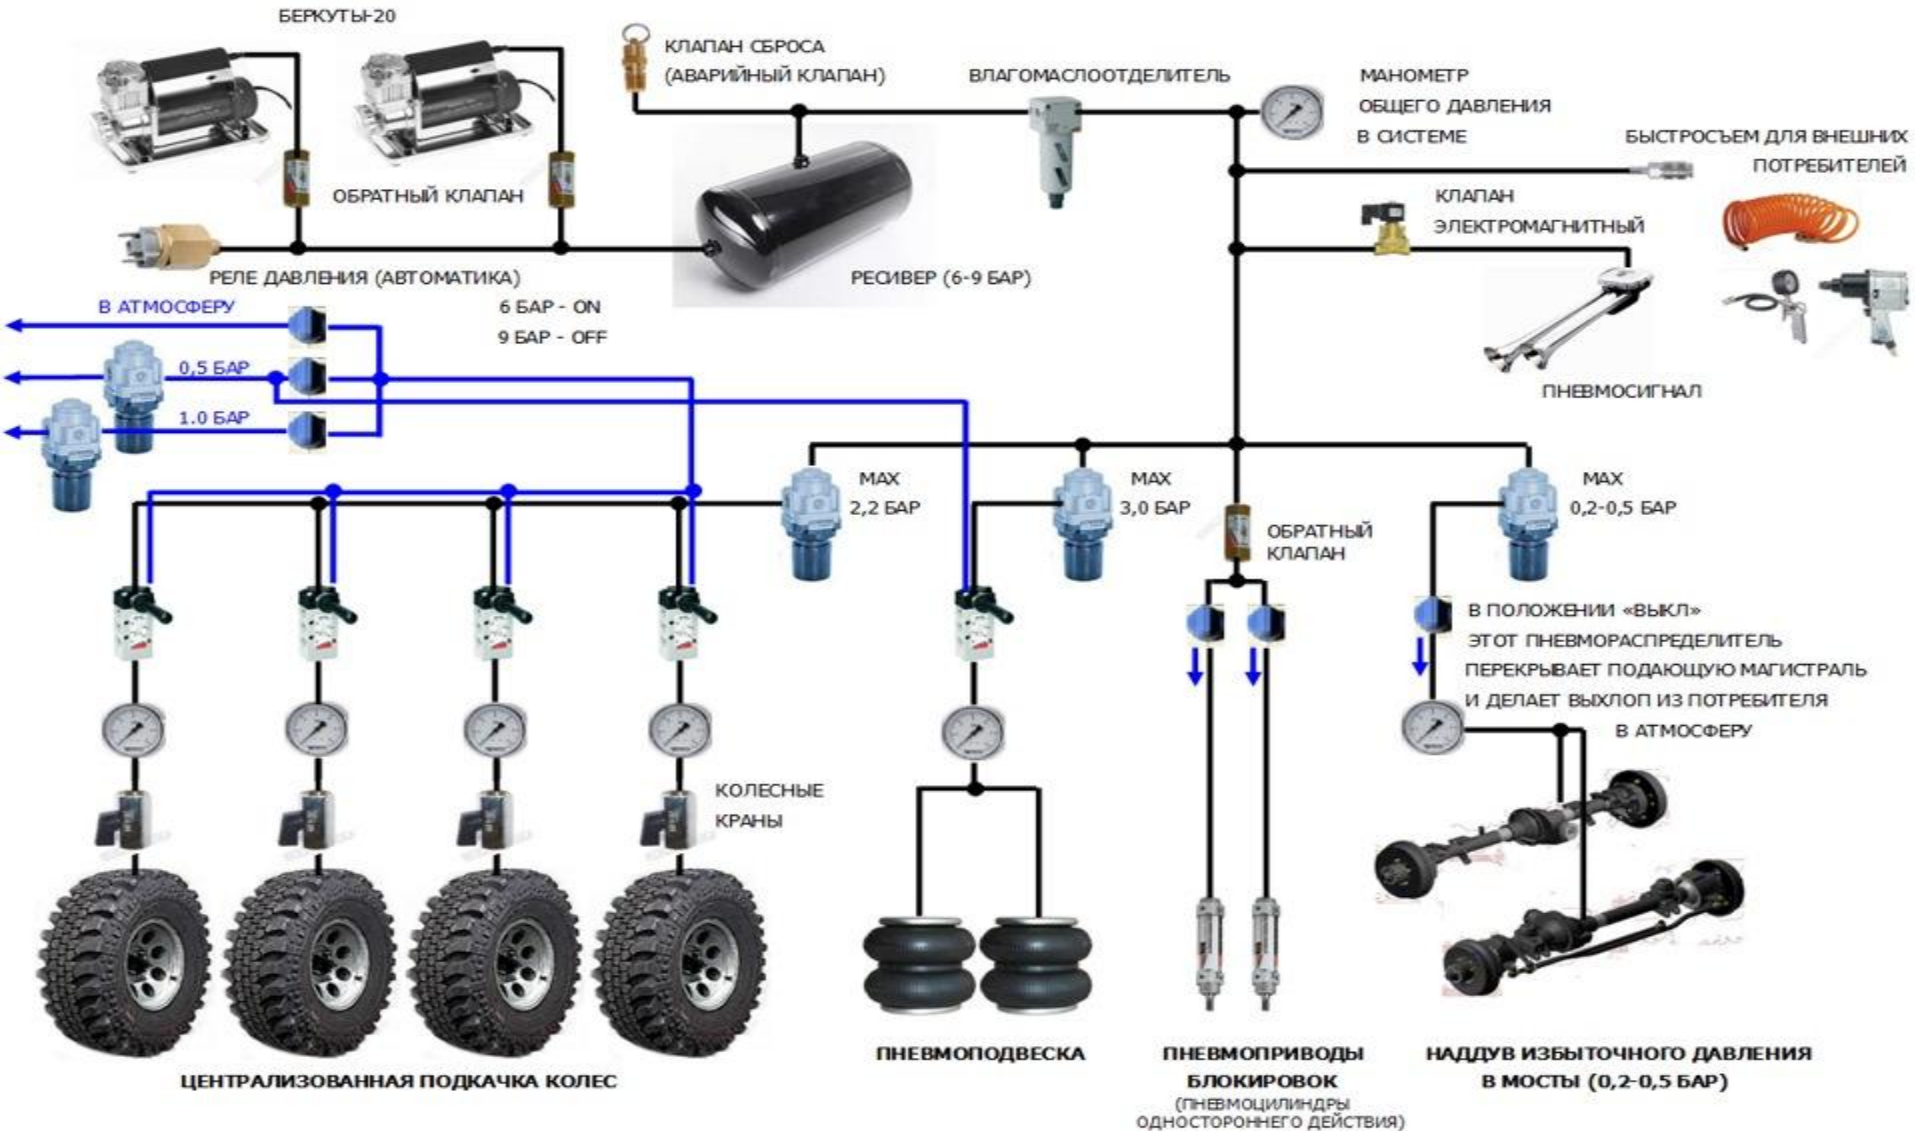 БЕРКУТЫ-20
КЛАПАН СБРОСА
(АВАРИЙНЫЙ КЛАПАН)
ВЛАГОМАСЛООТДЕЛИТЕЛЬ
МАНОМЕТР
ОБЩЕГО ДАВЛЕНИЯ
В СИСТЕМЕ
БЫСТРОСЪЕМ ДЛЯ ВНЕШНИХ
ПОТРЕБИТЕЛЕЙ
ОБРАТНЫЙ КЛАПАН
КЛАПАН
ЭЛЕКТРОМАГНИТНЫЙ
РЕЛЕ ДАВЛЕНИЯ (АВТОМАТИКА)
РЕСИВЕР (6-9 БАР)
6 БАР - ON
9 БАР - OFF
В АТМОСФЕРУ
0,5 БАР
1.0 БАР
ПНЕВМОСИГНАЛ
MAX
2,2 БАР
MAX
3,0 БАР
MAX
0,2-0,5 БАР
ОБРАТНЫЙ
КЛАПАН
В ПОЛОЖЕНИИ «ВЫКЛ»
ЭТОТ ПНЕВМОРАСПРЕДЕЛИТЕЛЬ
ПЕРЕКРЫВАЕТ ПОДАЮЩУЮ МАГИСТРАЛЬ
И ДЕЛАЕТ ВЫХЛОП ИЗ ПОТРЕБИТЕЛЯ
В АТМОСФЕРУ
КОЛЕСНЫЕ
КРАНЫ
ЦЕНТРАЛИЗОВАННАЯ ПОДКАЧКА КОЛЕС
ПНЕВМОПОДВЕСКА
ПНЕВМОПРИВОДЫ
БЛОКИРОВОК
(ПНЕВМОЦИЛИНДРЫ
ОДНОСТОРОННЕГО ДЕЙСТВИЯ)
НАДДУВ ИЗБЫТОЧНОГО ДАВЛЕНИЯ
В МОСТЫ (0,2-0,5 БАР)